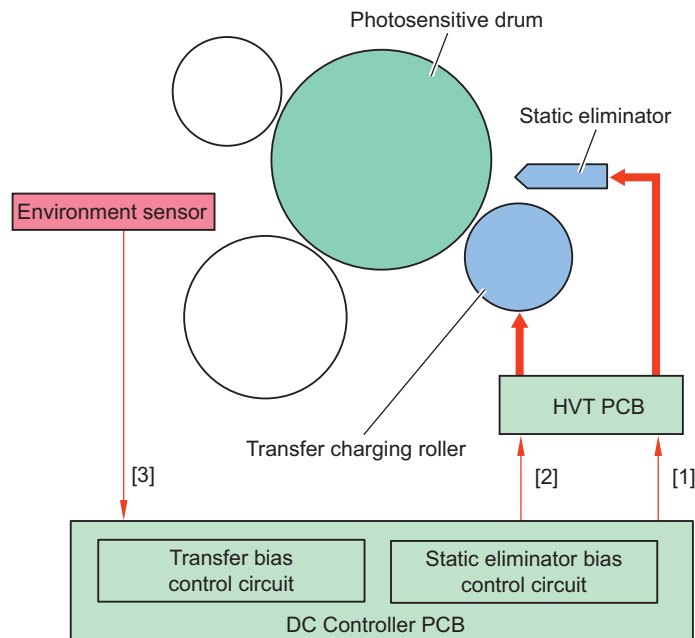 Photosensitive drum
Static eliminator
Environment sensor
HVT PCB
Transfer charging roller
[3]
[2]
[1]
Transfer bias
control circuit
Static eliminator bias
control circuit
DC Controller PCB